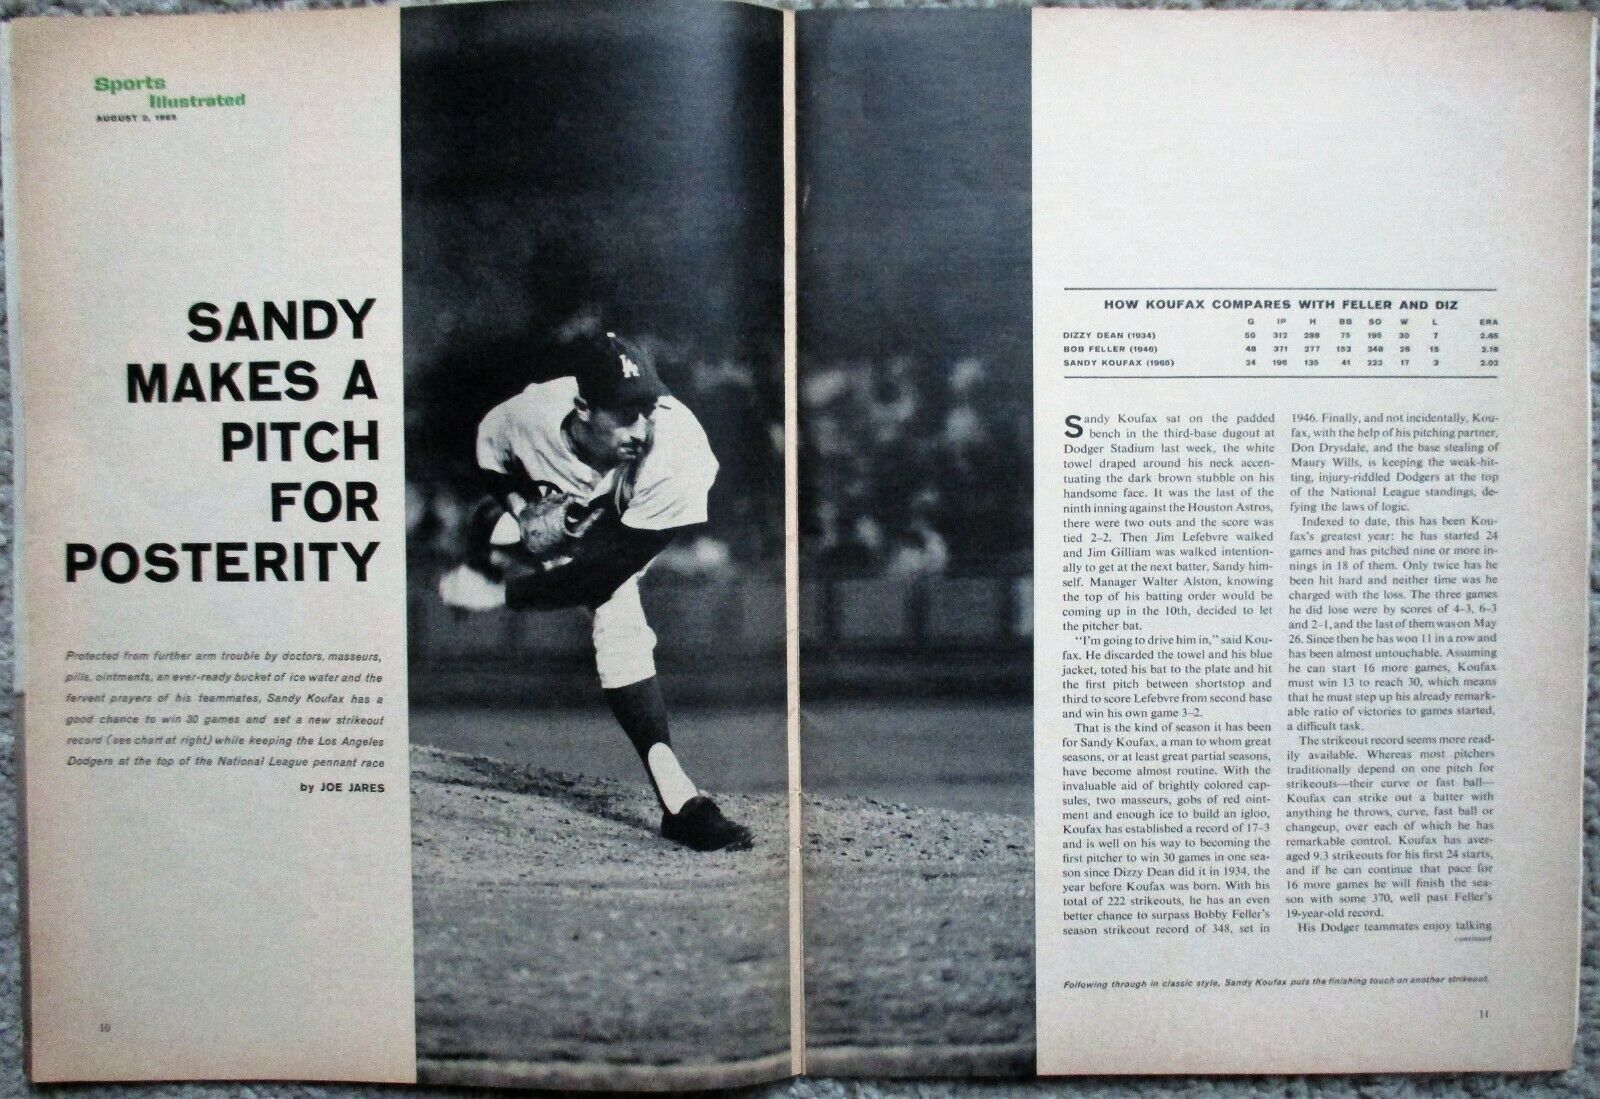 Sports
Illustrated
AUGUST 2, 1965
SANDY
MAKES A
PITCH
FOR
POSTERITY
Protected from further arm trouble by doctors, masseurs,
pills, ointments, an ever-ready bucket of ice water and the
fervent prayers of his teammates, Sandy Koufax has a
good chance to win 30 games and set a new strikeout
record (see chart at right) while keeping the Los Angeles
Dodgers at the top of the National League pennant race
by JOE JARES
10
LA
HOW KOUFAX COMPARES WITH FELLER AND DIZ
G IP H BB SO W L ERA
DIZZY DEAN (1934) 50 312 288 75 195 30 7 2.65
BOB FELLER (1946) 48 371 277 153 348 26 15 2.18
SANDY KOUFAX (1965) 24 196 135 41 222 17 3 2.02
Sandy Koufax sat on the padded
bench in the third-base dugout at
Dodger Stadium last week, the white
towel draped around his neck accen-
tuating the dark brown stubble on his
handsome face. It was the last of the
ninth inning against the Houston Astros,
there were two outs and the score was
tied 2–2. Then Jim Lefebvre walked
and Jim Gilliam was walked intention-
ally to get at the next batter, Sandy him-
self. Manager Walter Alston, knowing
the top of his batting order would be
coming up in the 10th, decided to let
the pitcher bat.
"I'm going to drive him in," said Kou-
fax. He discarded the towel and his blue
jacket, toted his bat to the plate and hit
the first pitch between shortstop and
third to score Lefebvre from second base
and win his own game 3–2.
That is the kind of season it has been
for Sandy Koufax, a man to whom great
seasons, or at least great partial seasons,
have become almost routine. With the
invaluable aid of brightly colored cap-
sules, two masseurs, gobs of red oint-
ment and enough ice to build an igloo,
Koufax has established a record of 17–3
and is well on his way to becoming the
first pitcher to win 30 games in one sea-
son since Dizzy Dean did it in 1934, the
year before Koufax was born. With his
total of 222 strikeouts, he has an even
better chance to surpass Bobby Feller's
season strikeout record of 348, set in
1946. Finally, and not incidentally, Kou-
fax, with the help of his pitching partner,
Don Drysdale, and the base stealing of
Maury Wills, is keeping the weak-hit-
ting, injury-riddled Dodgers at the top
of the National League standings, de-
fying the laws of logic.
Indexed to date, this has been Kou-
fax's greatest year: he has started 24
games and has pitched nine or more in-
nings in 18 of them. Only twice has he
been hit hard and neither time was he
charged with the loss. The three games
he did lose were by scores of 4–3, 6–3
and 2–1, and the last of them was on May
26. Since then he has won 11 in a row and
has been almost untouchable. Assuming
he can start 16 more games, Koufax
must win 13 to reach 30, which means
that he must step up his already remark-
able ratio of victories to games started,
a difficult task.
The strikeout record seems more read-
ily available. Whereas most pitchers
traditionally depend on one pitch for
strikeouts—their curve or fast ball—
Koufax can strike out a batter with
anything he throws, curve, fast ball or
changeup, over each of which he has
remarkable control. Koufax has aver-
aged 9.3 strikeouts for his first 24 starts,
and if he can continue that pace for
16 more games he will finish the sea-
son with some 370, well past Feller's
19-year-old record.
His Dodger teammates enjoy talking
continued
Following through in classic style, Sandy Koufax puts the finishing touch on another strikeout.
11